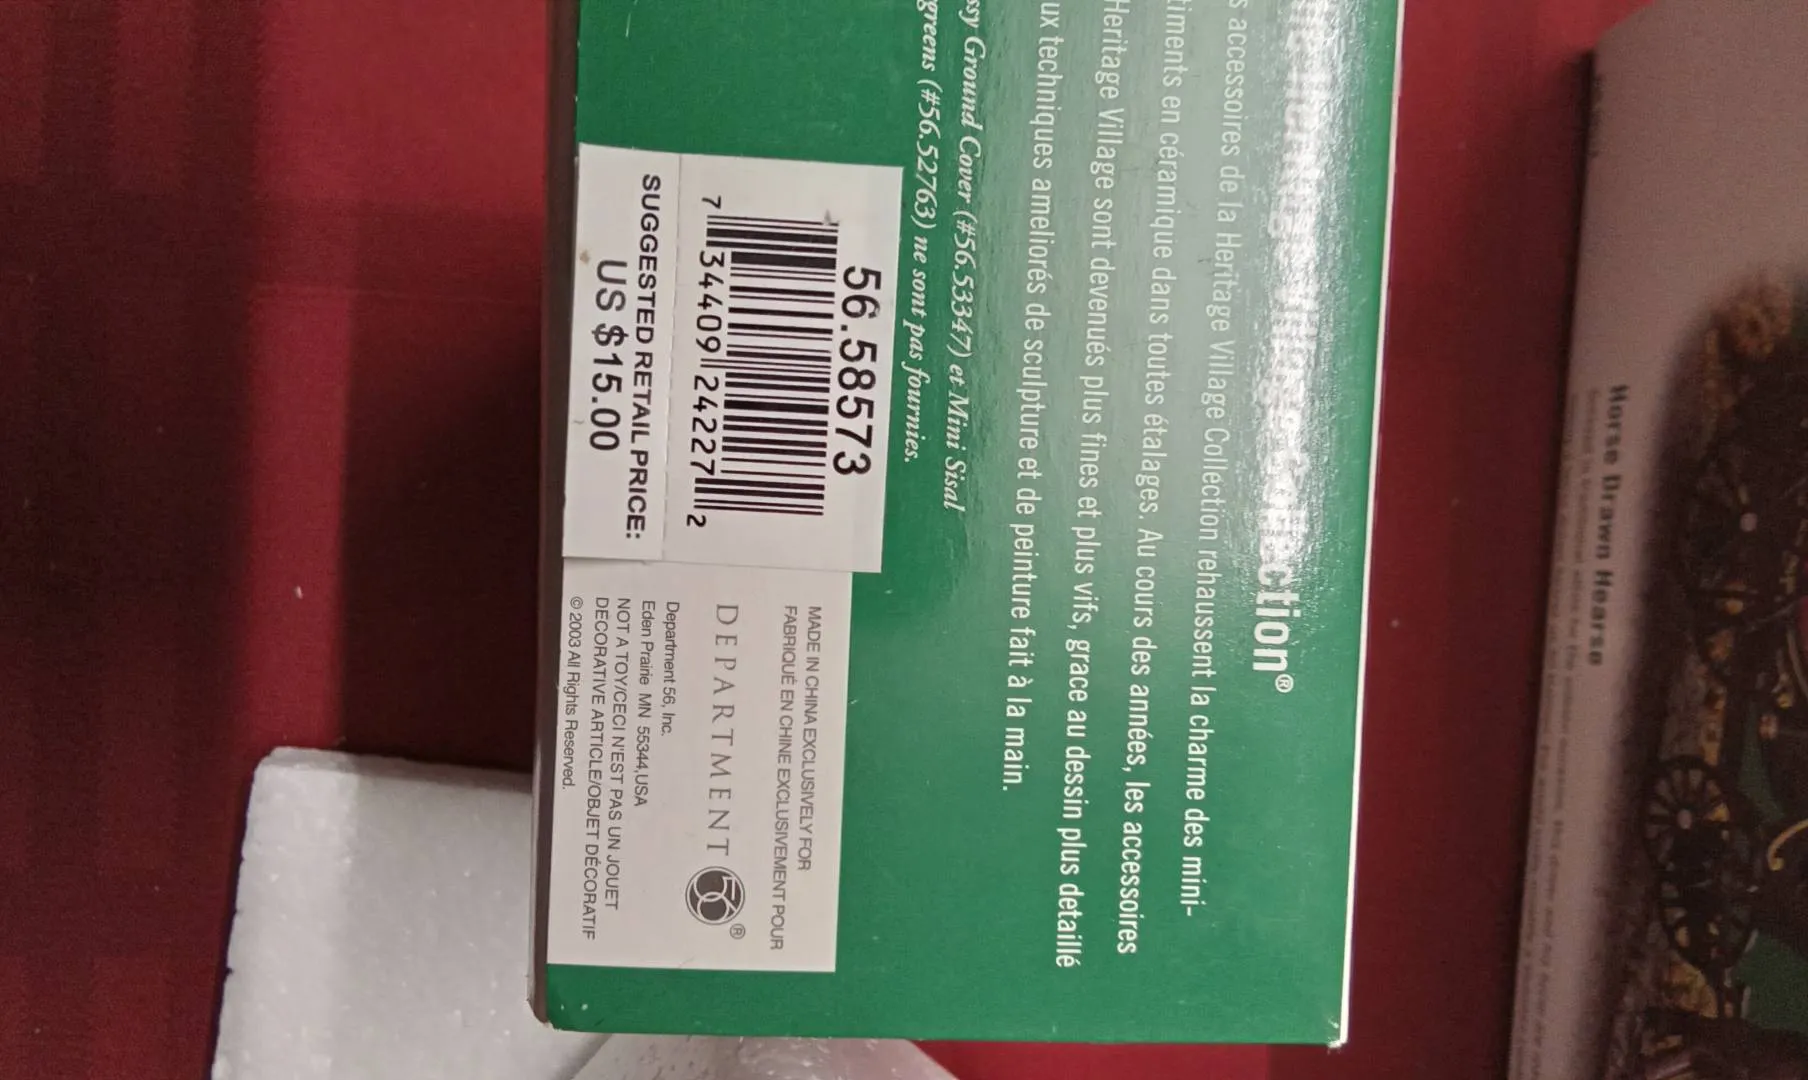 ction®
s accessoires de la Heritage Village Collection rehaussent la charme des mini-
timents en céramique dans toutes étalages. Au cours des années, les accessoires
Heritage Village sont devenués plus fines et plus vifs, grace au dessin plus detaillé
ux techniques ameliorés de sculpture et de peinture fait à la main.
ssy Ground Cover (#56.53347) et Mini Sisal
greens (#56.52763) ne sont pas fournies.
56.58573
7 34409 24227 2
SUGGESTED RETAIL PRICE:
US $15.00
MADE IN CHINA EXCLUSIVELY FOR
FABRIQUÉ EN CHINE EXCLUSIVEMENT POUR
DEPARTMENT 56®
Department 56, Inc.
Eden Prairie MN 55344,USA
NOT A TOY/CECI N'EST PAS UN JOUET
DECORATIVE ARTICLE/OBJET DÉCORATIF
©2003 All Rights Reserved.
Horse Drawn Hearse